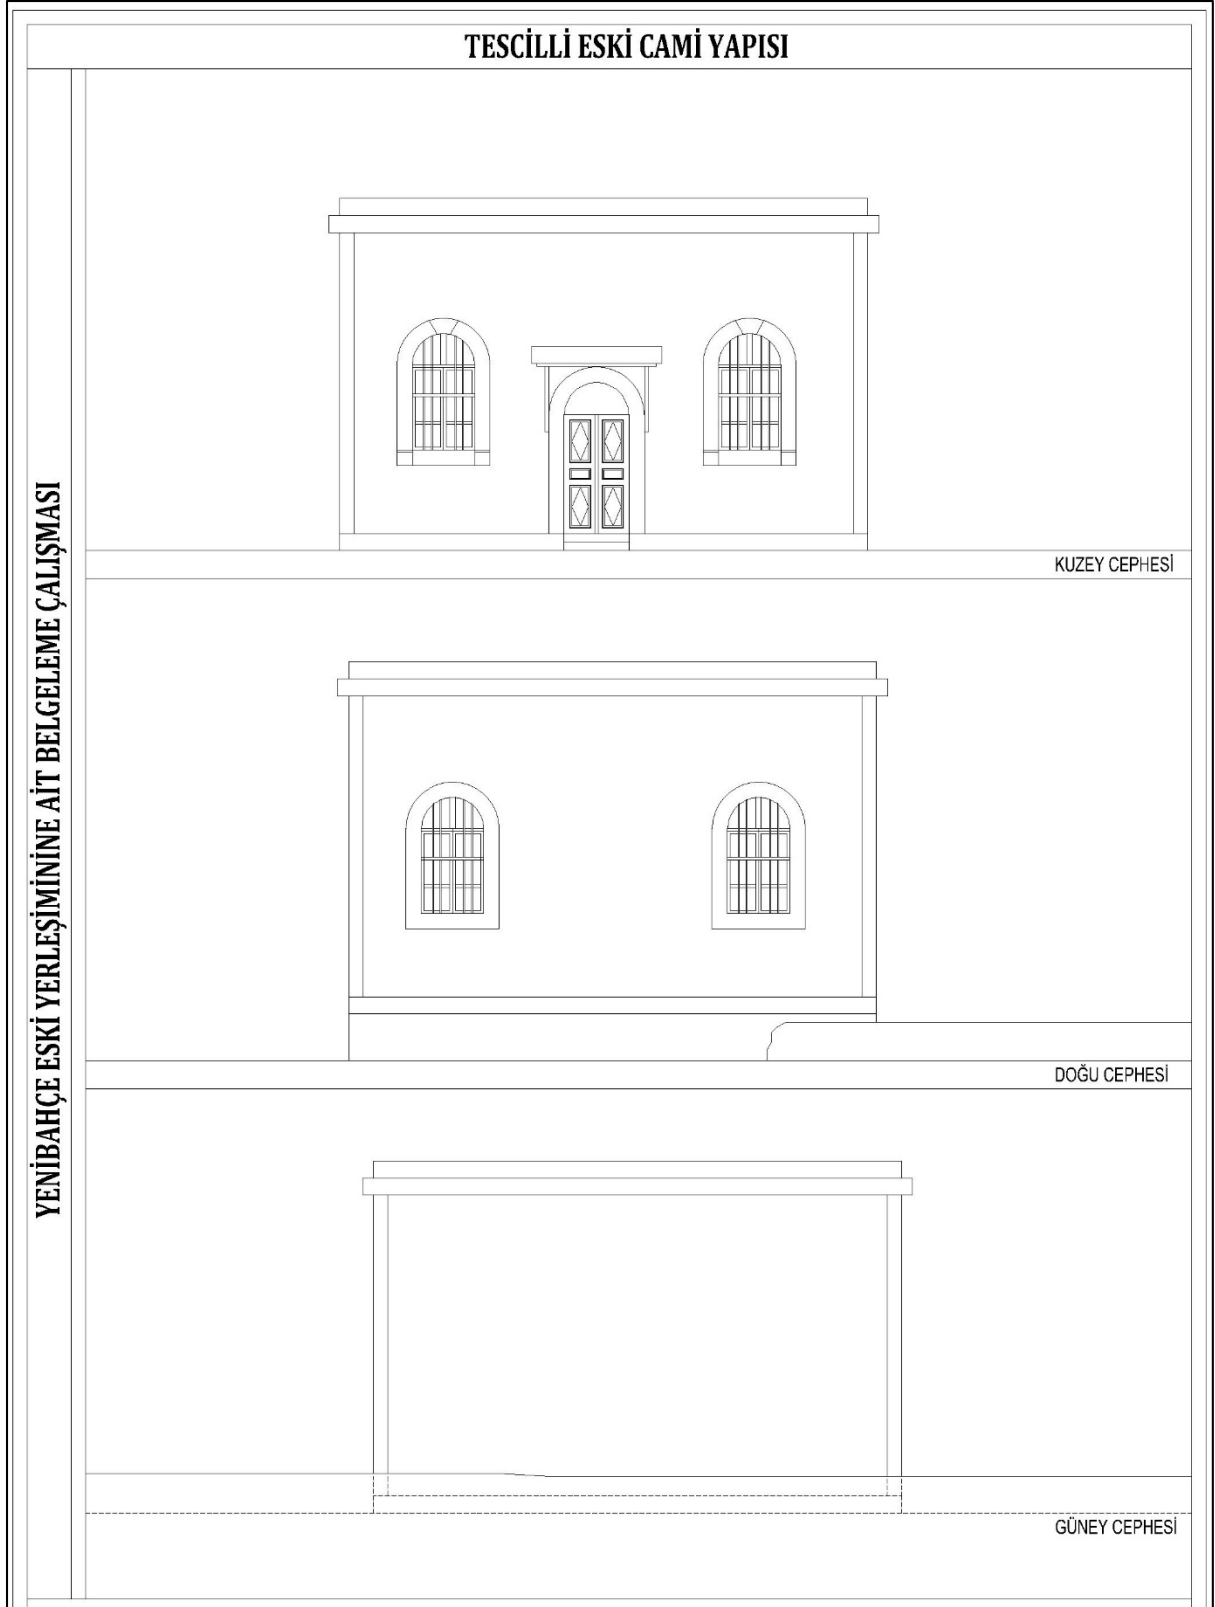 TESCİLLİ ESKİ CAMİ YAPISI
YENİBAHÇE ESKİ YERLEŞİMİNİNE AİT BELGELEME ÇALIŞMASI
KUZEY CEPHESİ
DOĞU CEPHESİ
GÜNEY CEPHESİ